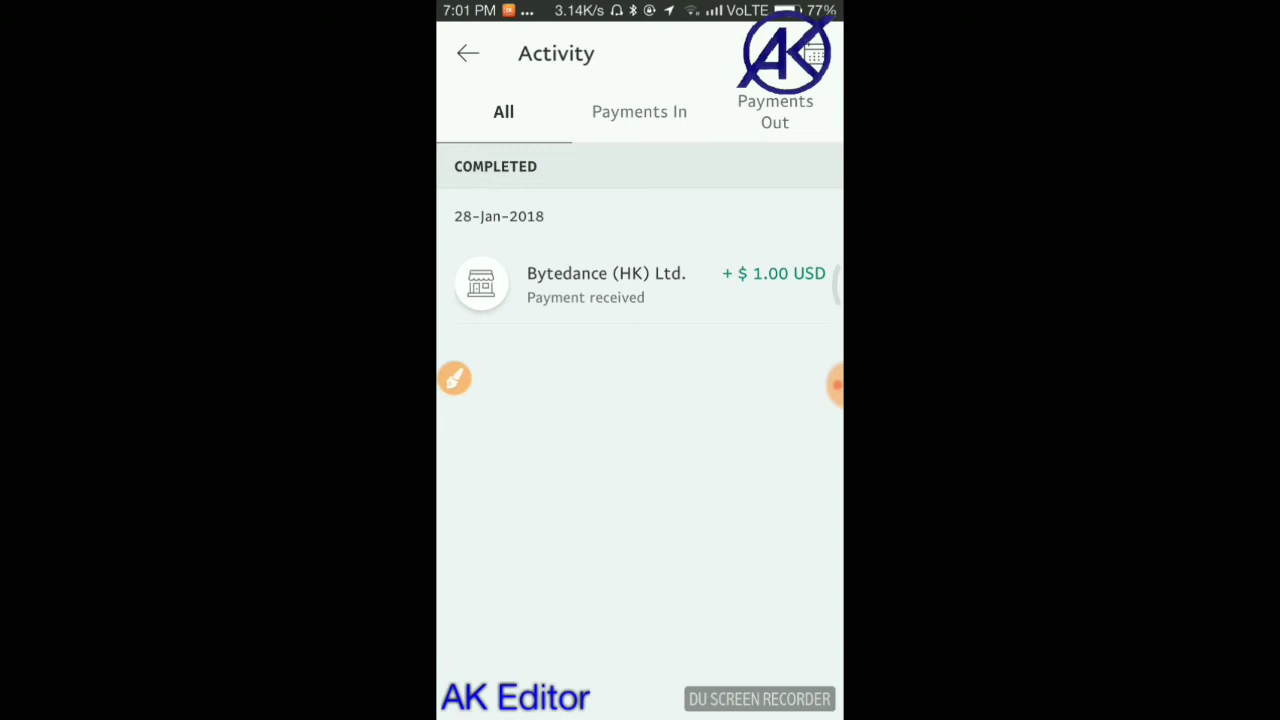 7:01 PM ... 3.14K/s VoLTE 77%
Activity
AK
All
Payments In
Payments
Out
COMPLETED
28-Jan-2018
Bytedance (HK) Ltd.
+ $ 1.00 USD
Payment received
AK Editor
DU SCREEN RECORDER